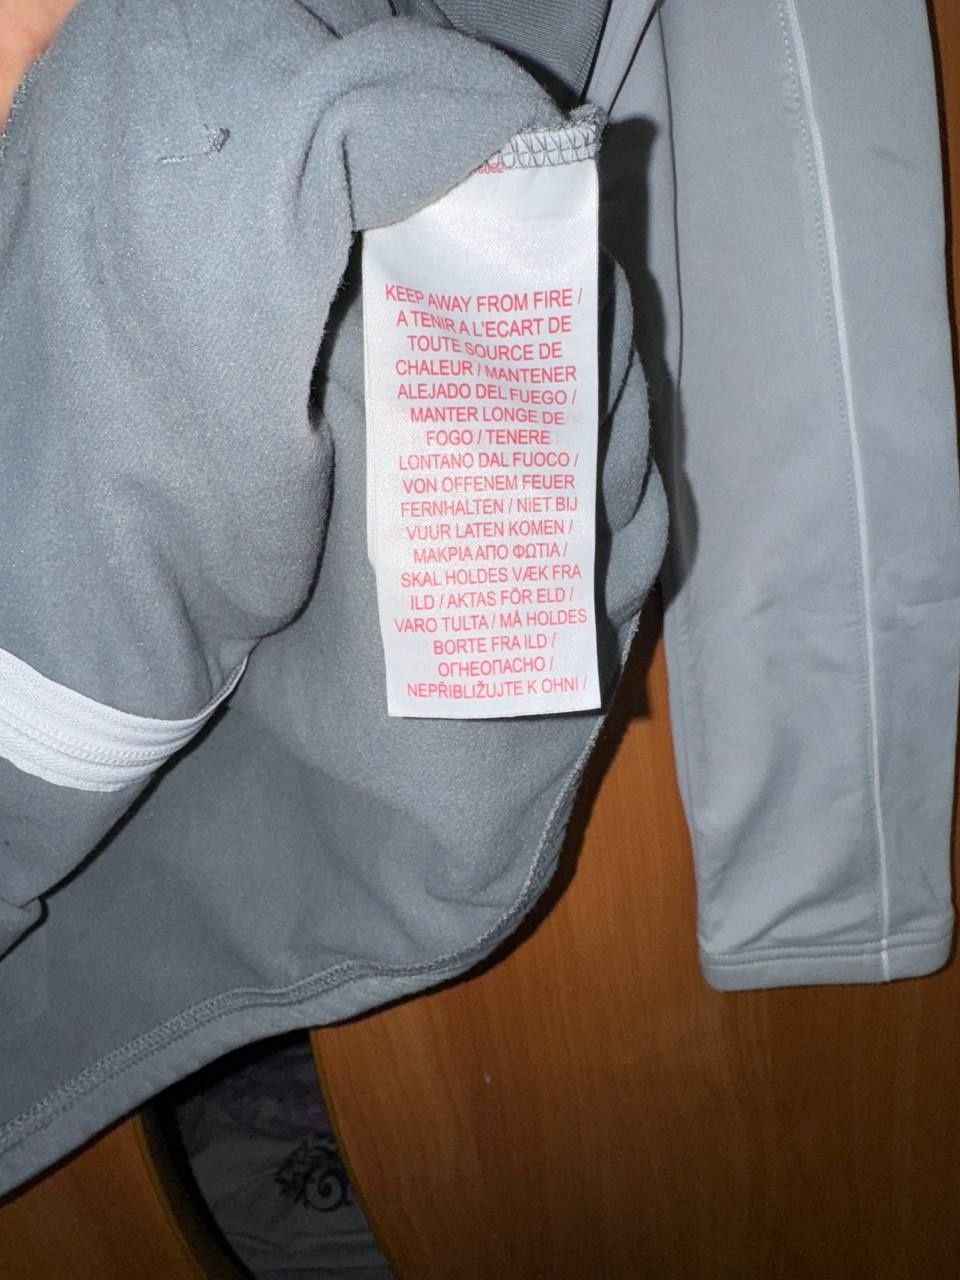 KEEP AWAY FROM FIRE /
A TENIR A L'ECART DE
TOUTE SOURCE DE
CHALEUR / MANTENER
ALEJADO DEL FUEGO /
MANTER LONGE DE
FOGO / TENERE
LONTANO DAL FUOCO /
VON OFFENEM FEUER
FERNHALTEN / NIET BIJ
VUUR LATEN KOMEN /
ΜΑΚΡΙΑ ΑΠΟ ΦΩΤΙΑ /
SKAL HOLDES VÆK FRA
ILD / AKTAS FÖR ELD /
VARO TULTA / MÅ HOLDES
BORTE FRA ILD /
ОГНЕОПАСНО /
NEPŘIBLIŽUJTE K OHNI /